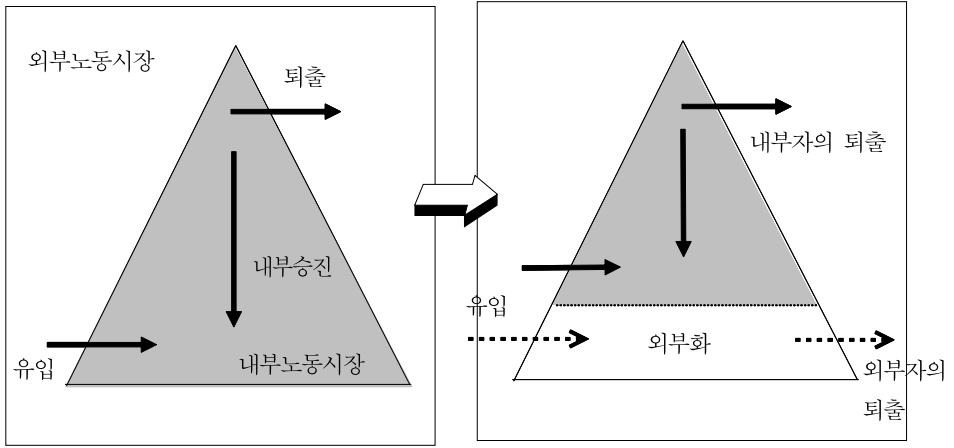 외부노동시장
퇴출
내부승진
유입
내부노동시장
내부자의 퇴출
유입
외부화
외부자의
퇴출